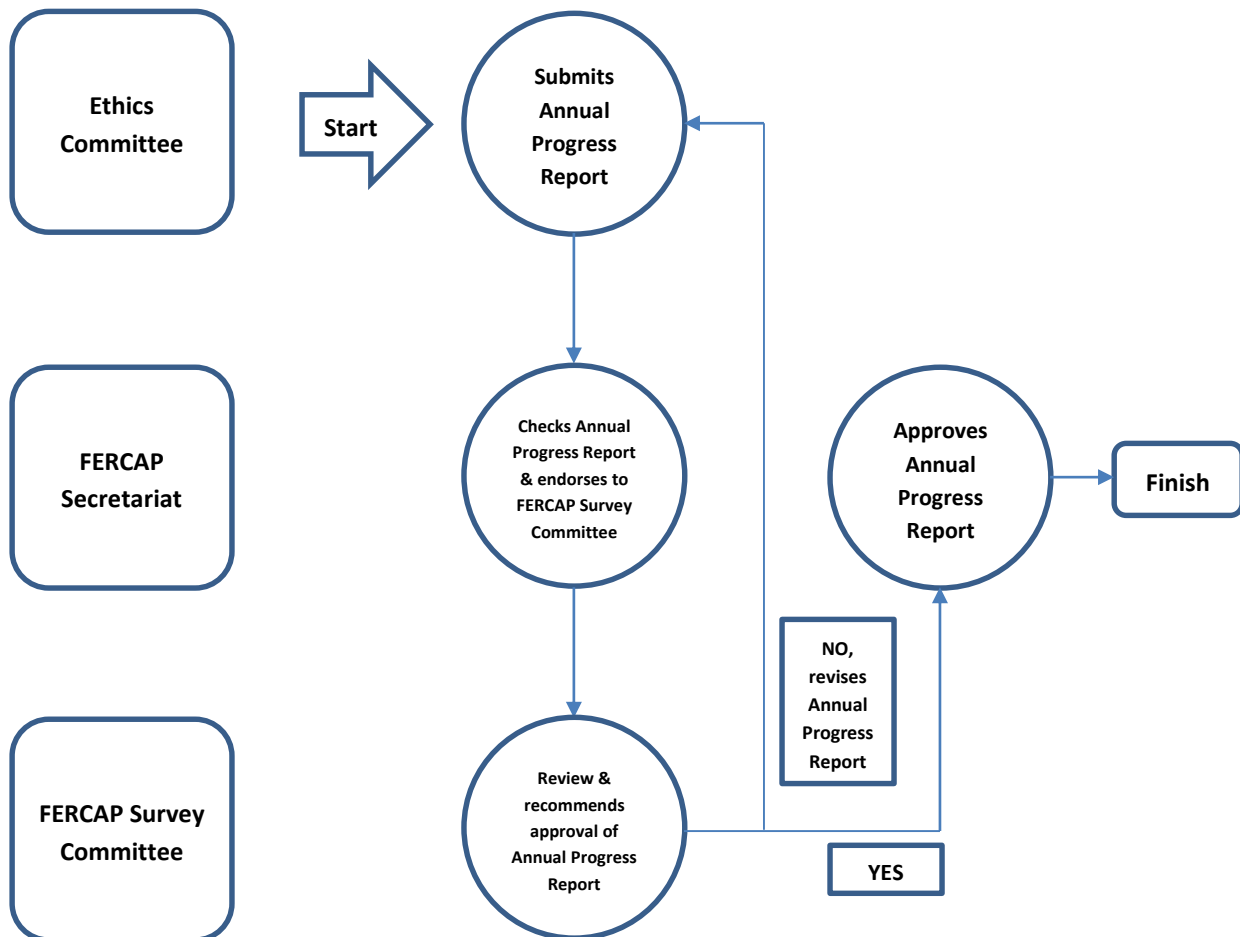 Ethics
Committee
Start
Submits
Annual
Progress
Report
FERCAP
Secretariat
Checks Annual
Progress Report
& endorses to
FERCAP Survey
Committee
Approves
Annual
Progress
Report
Finish
NO,
revises
Annual
Progress
Report
FERCAP Survey
Committee
Review &
recommends
approval of
Annual Progress
Report
YES